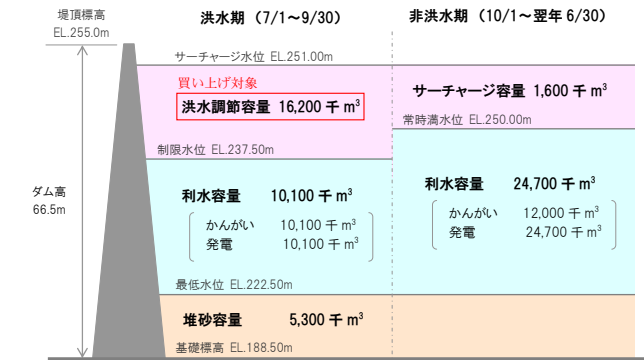 堤頂標高
EL.255.0m
洪水期（7/1～9/30）
非洪水期（10/1～翌年 6/30）
サーチャージ水位 EL.251.00m
買い上げ対象
洪水調節容量 16,200 千 m³
サーチャージ容量 1,600 千 m³
常時満水位 EL.250.00m
制限水位 EL.237.50m
ダム高
66.5m
利水容量 10,100 千 m³
かんがい 10,100 千 m³
発電 10,100 千 m³
利水容量 24,700 千 m³
かんがい 12,000 千 m³
発電 24,700 千 m³
最低水位 EL.222.50m
堆砂容量 5,300 千 m³
基礎標高 EL.188.50m